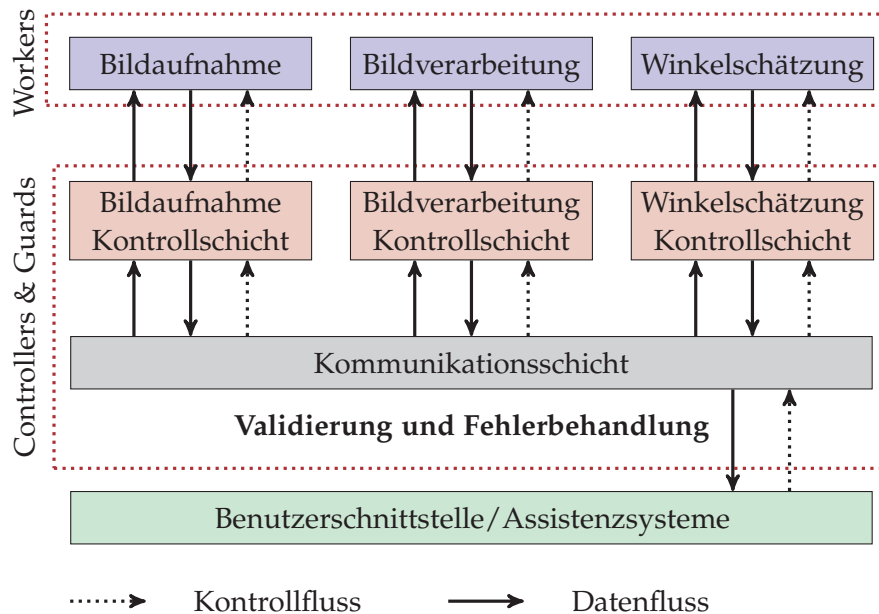 Workers
Bildaufnahme
Bildverarbeitung
Winkelschätzung
Controllers & Guards
Bildaufnahme
Kontrollschicht
Bildverarbeitung
Kontrollschicht
Winkelschätzung
Kontrollschicht
Kommunikationsschicht
Validierung und Fehlerbehandlung
Benutzerschnittstelle/Assistenzsysteme
Kontrollfluss
Datenfluss